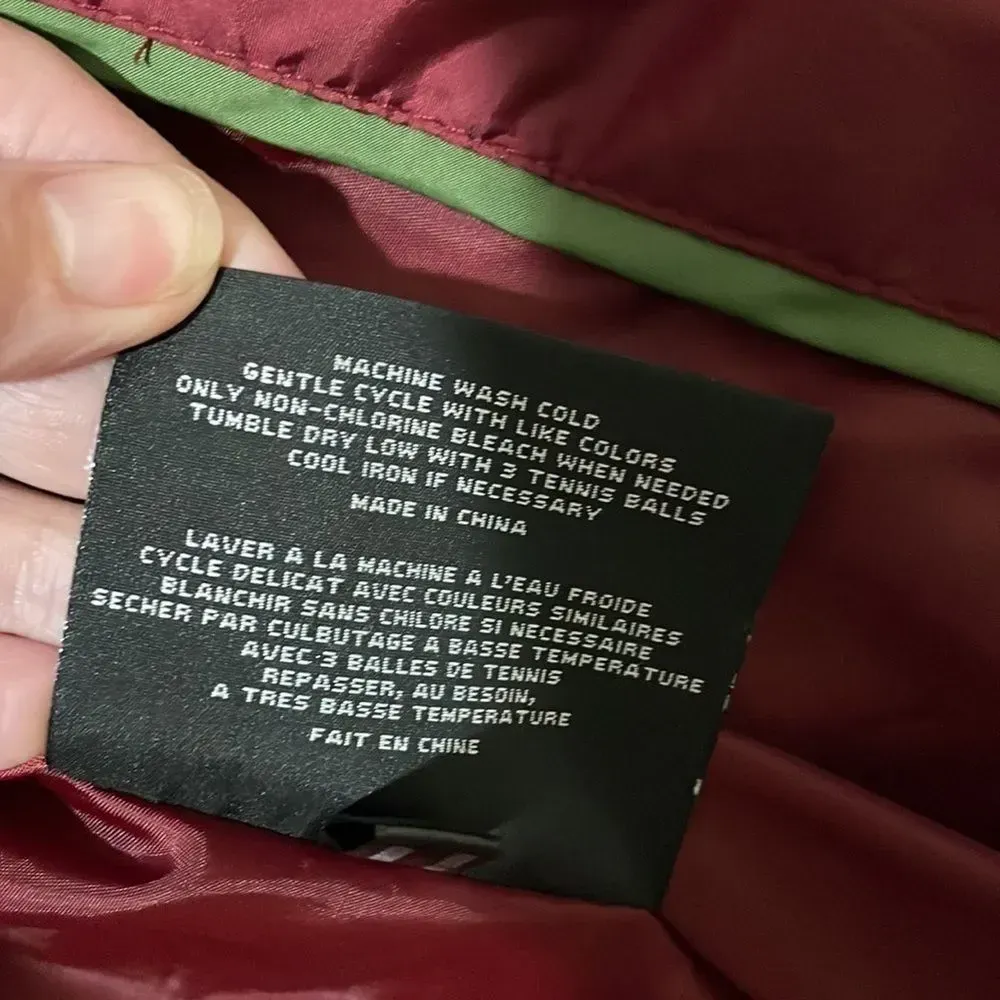 MACHINE WASH COLD
GENTLE CYCLE WITH LIKE COLORS
ONLY NON-CHLORINE BLEACH WHEN NEEDED
TUMBLE DRY LOW WITH 3 TENNIS BALLS
COOL IRON IF NECESSARY
MADE IN CHINA
LAVER A LA MACHINE A L'EAU FROIDE
CYCLE DELICAT AVEC COULEURS SIMILAIRES
BLANCHIR SANS CHILORE SI NECESSAIRE
SECHER PAR CULBUTAGE A BASSE TEMPERATURE
AVEC 3 BALLES DE TENNIS
REPASSER, AU BESOIN,
A TRES BASSE TEMPERATURE
FAIT EN CHINE